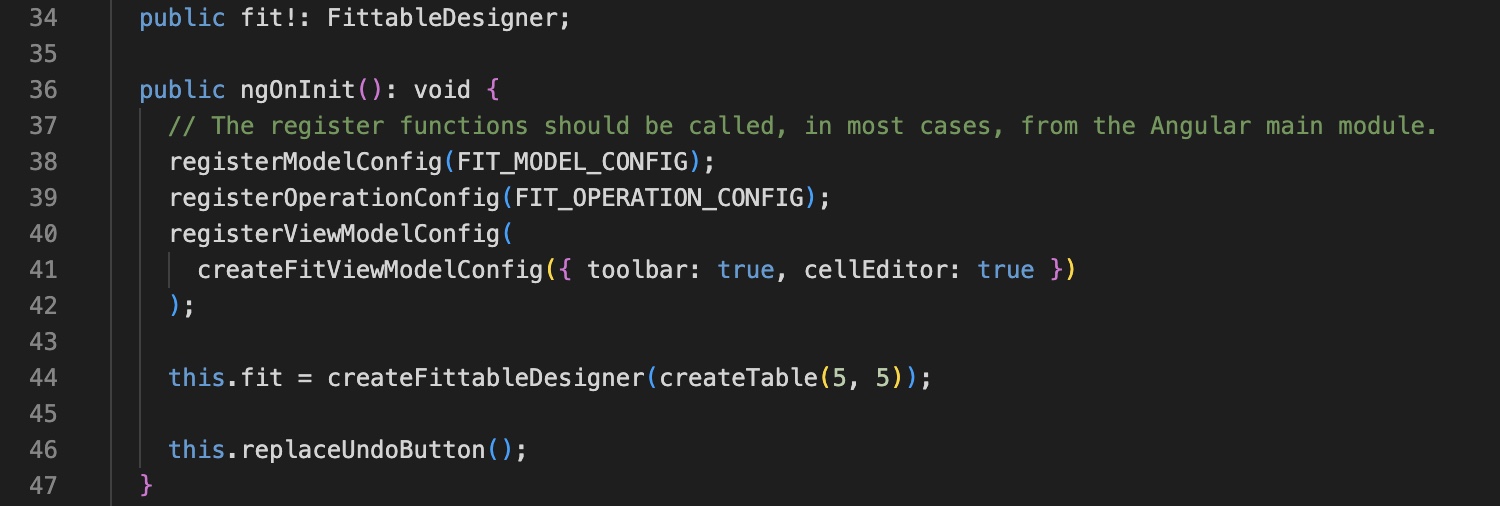 34 public fit!: FittableDesigner;
35
36 public ngOnInit(): void {
37 // The register functions should be called, in most cases, from the Angular main module.
38 registerModelConfig(FIT_MODEL_CONFIG);
39 registerOperationConfig(FIT_OPERATION_CONFIG);
40 registerViewModelConfig(
41 createFitViewModelConfig({ toolbar: true, cellEditor: true })
42 );
43
44 this.fit = createFittableDesigner(createTable(5, 5));
45
46 this.replaceUndoButton();
47 }